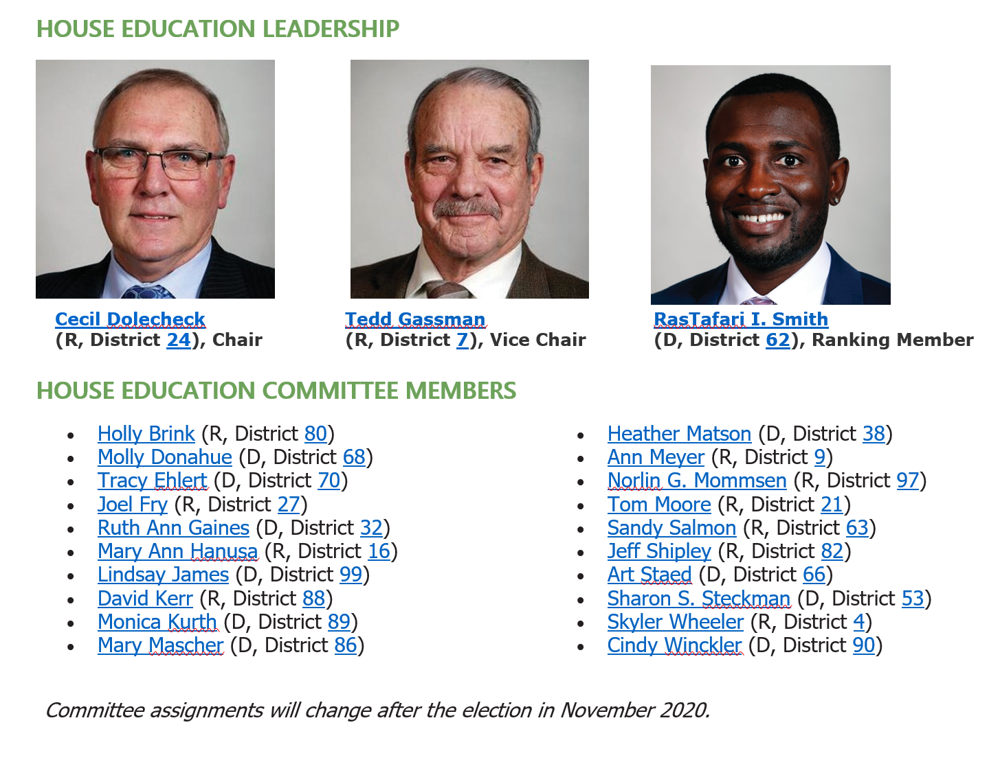 HOUSE EDUCATION LEADERSHIP
Cecil Dolecheck
(R, District 24), Chair
Tedd Gassman
(R, District 7), Vice Chair
RasTafari I. Smith
(D, District 62), Ranking Member
HOUSE EDUCATION COMMITTEE MEMBERS
• Holly Brink (R, District 80)
• Molly Donahue (D, District 68)
• Tracy Ehlert (D, District 70)
• Joel Fry (R, District 27)
• Ruth Ann Gaines (D, District 32)
• Mary Ann Hanusa (R, District 16)
• Lindsay James (D, District 99)
• David Kerr (R, District 88)
• Monica Kurth (D, District 89)
• Mary Mascher (D, District 86)
• Heather Matson (D, District 38)
• Ann Meyer (R, District 9)
• Norlin G. Mommsen (R, District 97)
• Tom Moore (R, District 21)
• Sandy Salmon (R, District 63)
• Jeff Shipley (R, District 82)
• Art Staed (D, District 66)
• Sharon S. Steckman (D, District 53)
• Skyler Wheeler (R, District 4)
• Cindy Winckler (D, District 90)
Committee assignments will change after the election in November 2020.